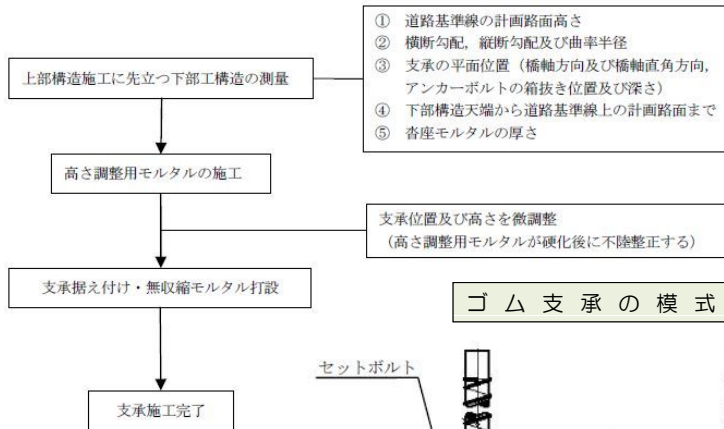 上部構造施工に先立つ下部工構造の測量
① 道路基準線の計画路面高さ
② 横断勾配，縦断勾配及び曲率半径
③ 支承の平面位置（橋軸方向及び橋軸直角方向，
アンカーボルトの箱抜き位置及び深さ）
④ 下部構造天端から道路基準線上の計画路面まで
⑤ 沓座モルタルの厚さ
高さ調整用モルタルの施工
支承位置及び高さを微調整
（高さ調整用モルタルが硬化後に不陸整正する）
支承据え付け・無収縮モルタル打設
ゴム支承の模式
セットボルト
支承施工完了